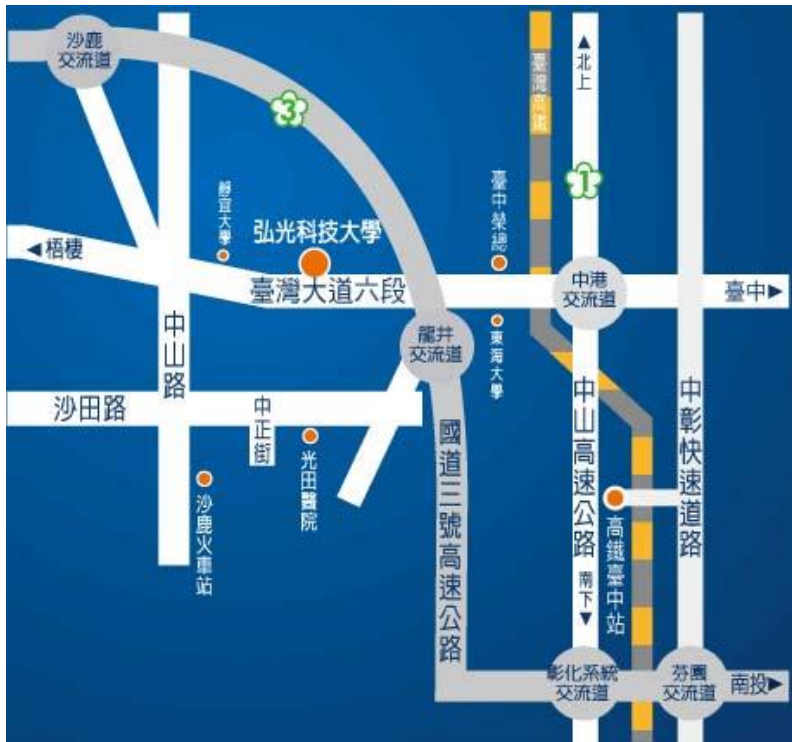 沙鹿
交流道
3
臺灣高鐵
▲北上
1
靜宜大學
弘光科技大學
臺中榮總
◀梧棲
臺灣大道六段
中港
交流道
臺中▶
中山路
龍井
交流道
東海大學
沙田路
中正街
光田醫院
沙鹿火車站
國道三號高速公路
中山高速公路
南下▼
中彰快速道路
高鐵臺中站
彰化系統
交流道
芬園
交流道
南投▶